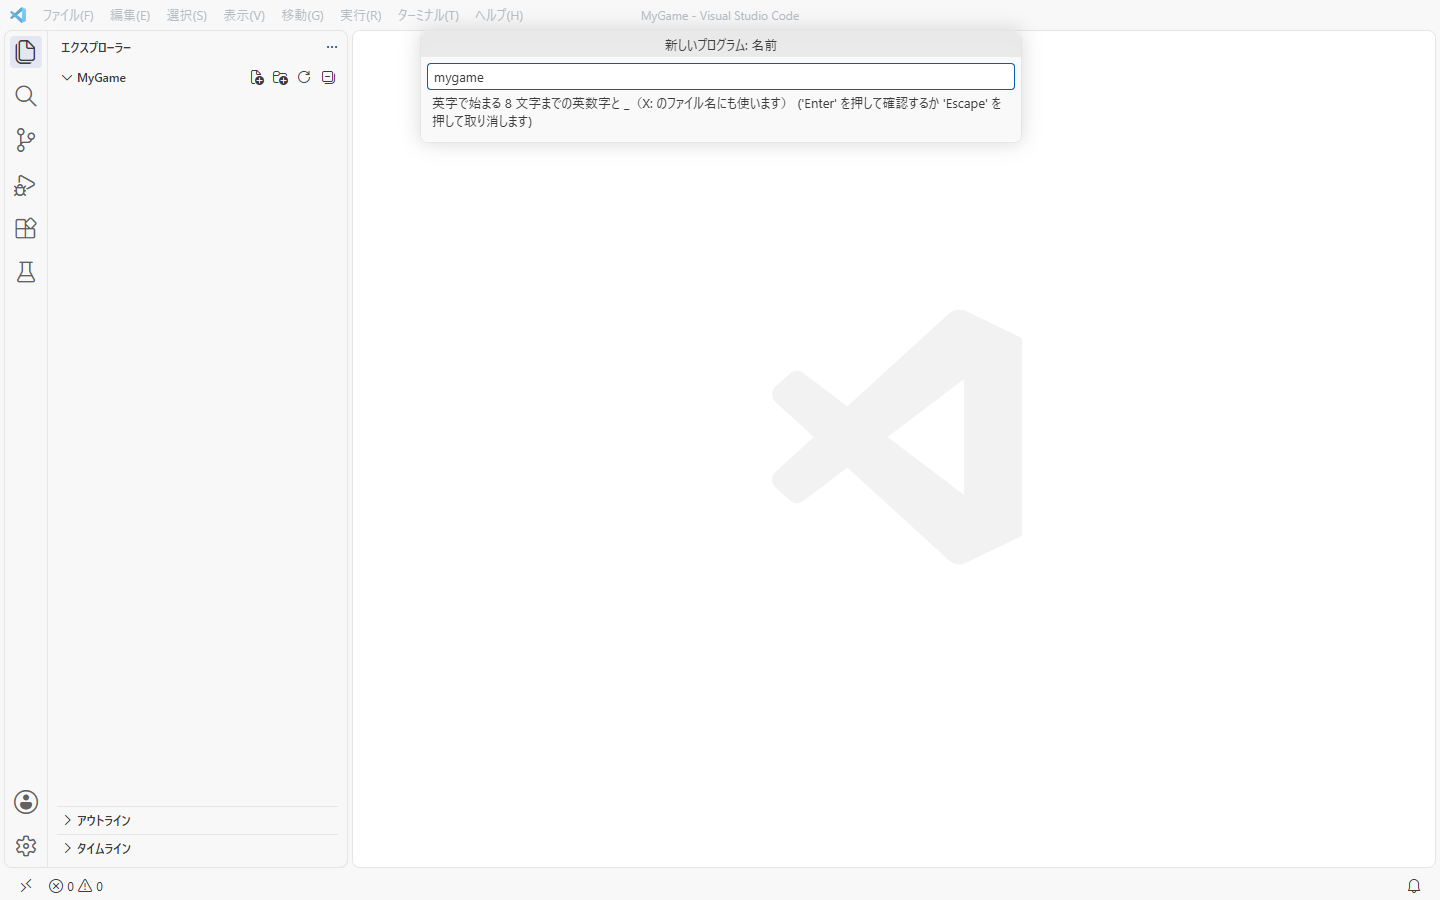 ファイル(F) 編集(E) 選択(S) 表示(V) 移動(G) 実行(R) ターミナル(T) ヘルプ(H) MyGame - Visual Studio Code
エクスプローラー
MyGame
新しいプログラム: 名前
mygame
英字で始まる 8 文字までの英数字と _（X: のファイル名にも使います） ('Enter' を押して確認するか 'Escape' を
押して取り消します)
アウトライン
タイムライン
0 0